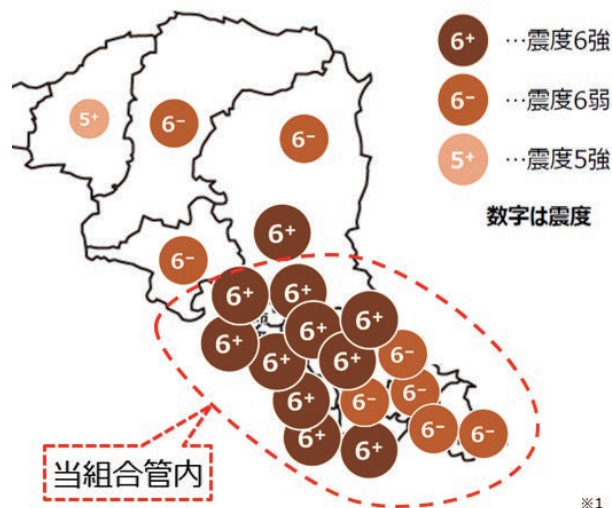 6+ …震度6強
5+ 6− 6− 6− …震度6弱
5+ …震度5強
数字は震度
6+
6−
6+ 6+
6+ 6+ 6+
6+ 6+ 6−
6+ 6− 6−
6+ 6+ 6− 6−
当組合管内
※1